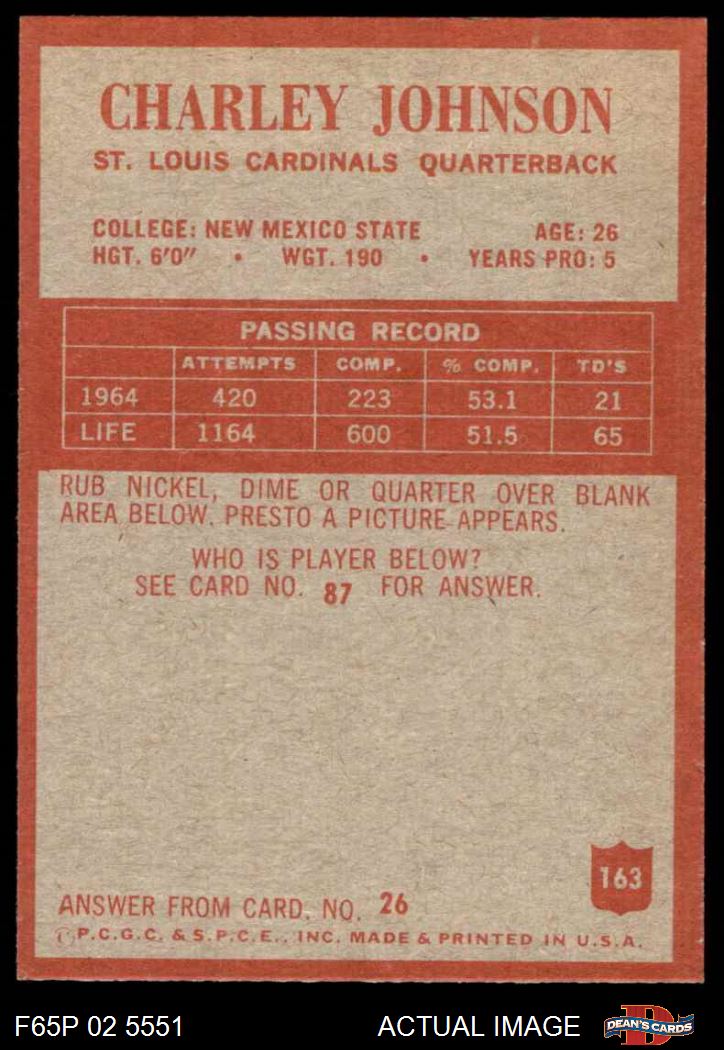 CHARLEY JOHNSON
ST. LOUIS CARDINALS QUARTERBACK
COLLEGE: NEW MEXICO STATE AGE: 26
HGT. 6'0" • WGT. 190 • YEARS PRO: 5
PASSING RECORD
ATTEMPTS COMP. % COMP. TD'S
1964 420 223 53.1 21
LIFE 1164 600 51.5 65
RUB NICKEL, DIME OR QUARTER OVER BLANK
AREA BELOW. PRESTO A PICTURE APPEARS.
WHO IS PLAYER BELOW?
SEE CARD NO. 87 FOR ANSWER.
163
ANSWER FROM CARD. NO. 26
©P.C.G.C. & S.P.C.E., INC. MADE & PRINTED IN U.S.A.
F65P 02 5551 ACTUAL IMAGE
DEAN'S CARDS